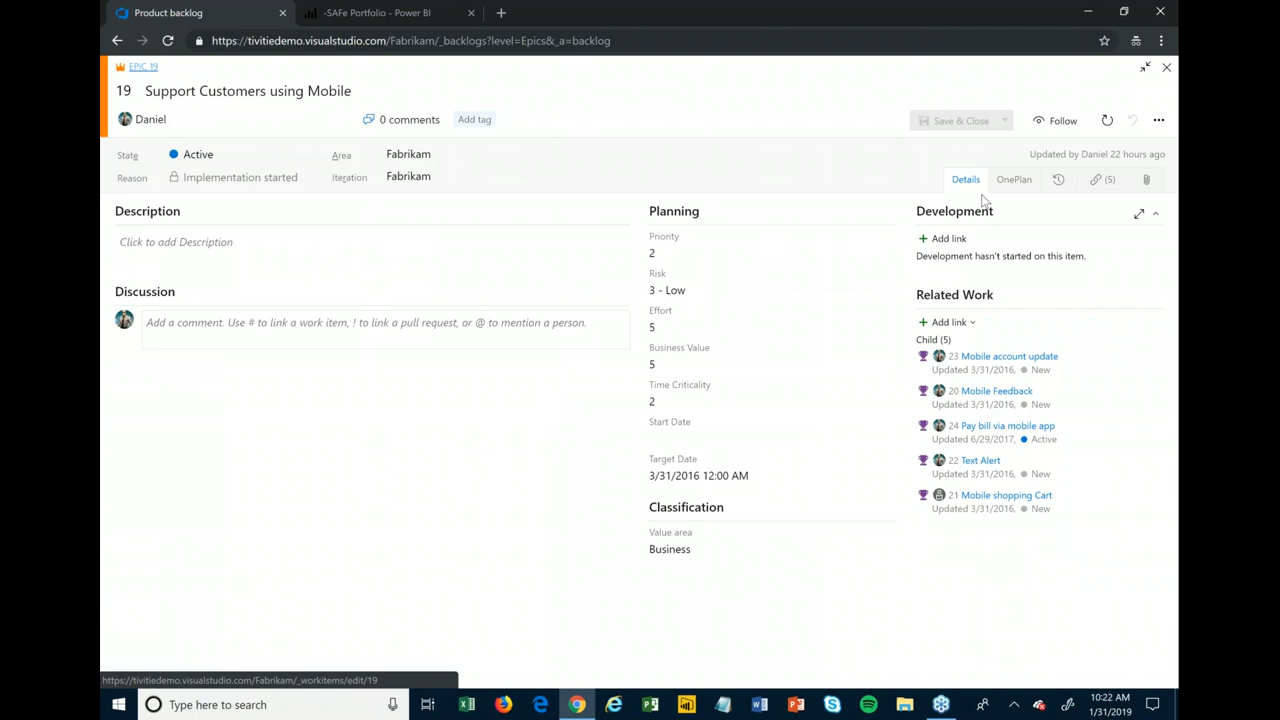 Product backlog
-SAFe Portfolio - Power BI
https://tivitiedemo.visualstudio.com/Fabrikam/_backlogs?level=Epics&_a=backlog
EPIC 19
19 Support Customers using Mobile
Daniel
0 comments
Add tag
Save & Close
Follow
State
Active
Area
Fabrikam
Updated by Daniel 22 hours ago
Reason
Implementation started
Iteration
Fabrikam
Details
OnePlan
(5)
Description
Click to add Description
Discussion
Add a comment. Use # to link a work item, ! to link a pull request, or @ to mention a person.
Planning
Priority
2
Risk
3 - Low
Effort
5
Business Value
5
Time Criticality
2
Start Date
Target Date
3/31/2016 12:00 AM
Classification
Value area
Business
Development
+ Add link
Development hasn't started on this item.
Related Work
+ Add link
Child (5)
23 Mobile account update
Updated 3/31/2016, New
20 Mobile Feedback
Updated 3/31/2016, New
24 Pay bill via mobile app
Updated 6/29/2017, Active
22 Text Alert
Updated 3/31/2016, New
21 Mobile shopping Cart
Updated 3/31/2016, New
https://tivitiedemo.visualstudio.com/Fabrikam/_workitems/edit/19
Type here to search
10:22 AM
1/31/2019